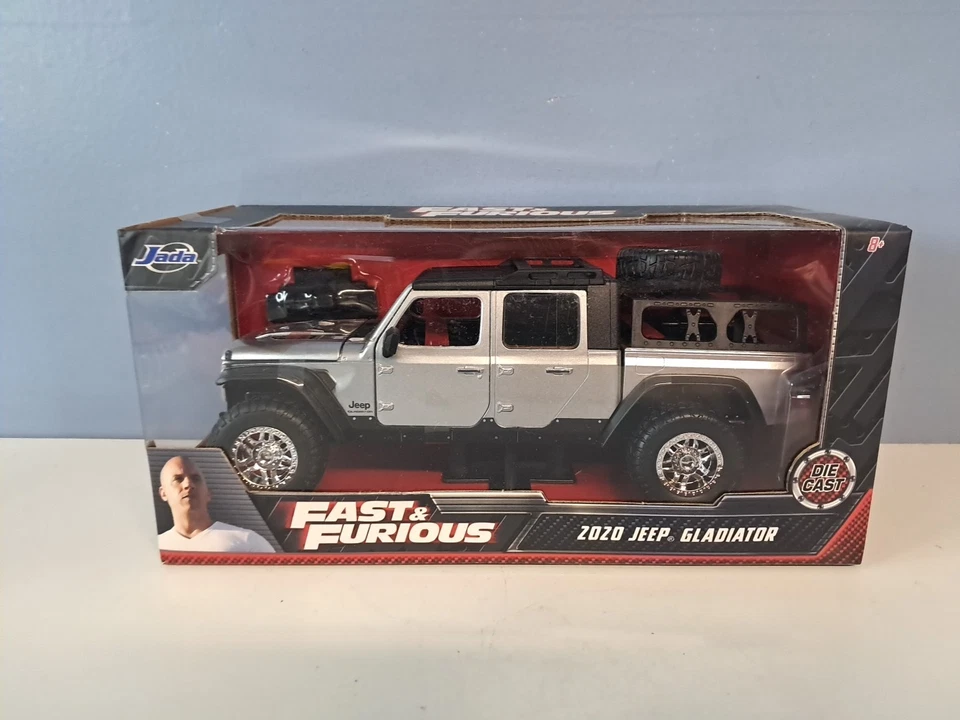 FAST &
FURIOUS
Jada
8+
Jeep
FAST &
FURIOUS
2020 JEEP® GLADIATOR
DIE
CAST